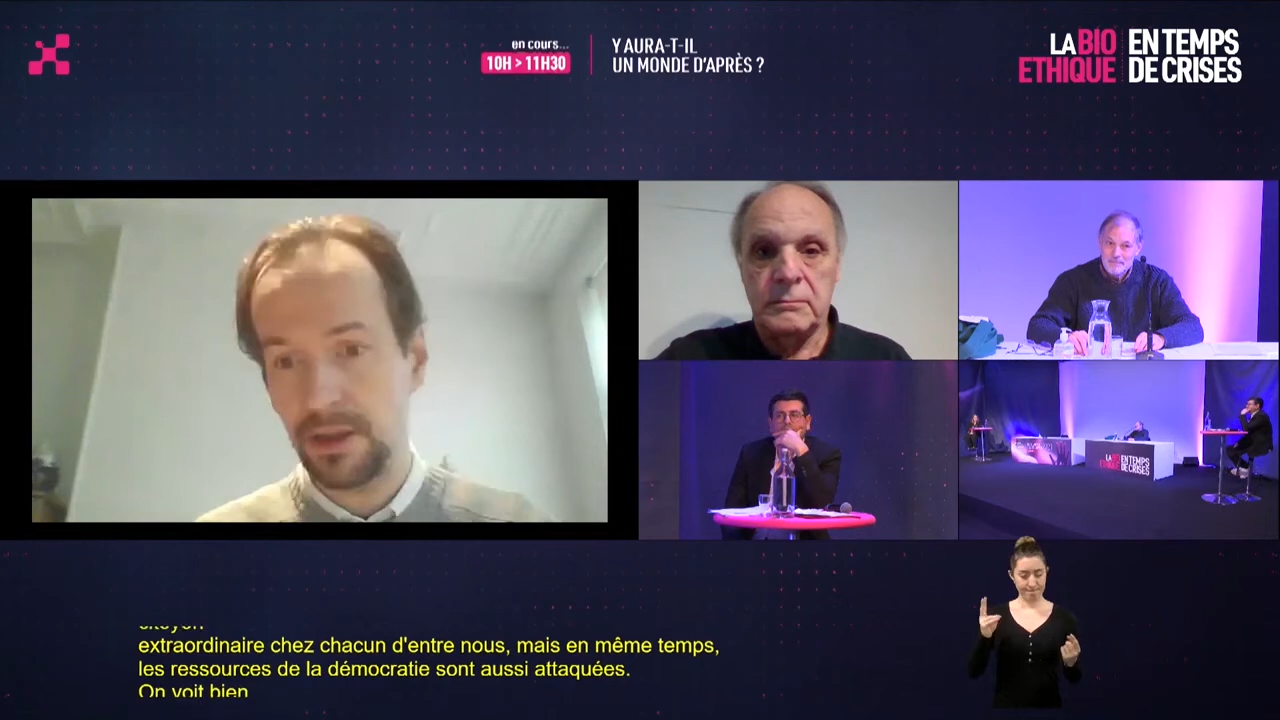 en cours...
10H > 11H30
Y AURA-T-IL
UN MONDE D'APRÈS ?
LA BIO
ETHIQUE
EN TEMPS
DE CRISES
LA BIO
ETHIQUE
EN TEMPS
DE CRISES
citoyen
extraordinaire chez chacun d'entre nous, mais en même temps,
les ressources de la démocratie sont aussi attaquées.
On voit bien